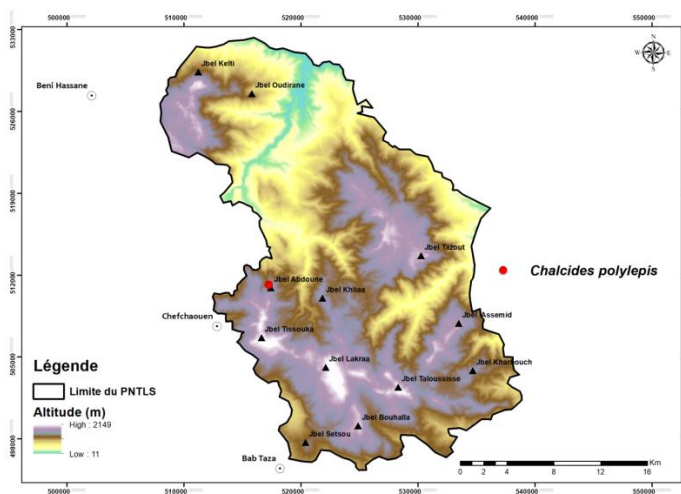 500000 510000 520000 530000 540000 550000
533000
N
W E
S
Jbel Kelti
Beni Hassane
Jbel Oudirane
526000
519000
Jbel Tazout
Chalcides polylepis
512000
Jbel Abdoune
Jbel Khizaa
Chefchaouen
Jbel Assemid
Jbel Tissouka
505000
Légende
Jbel Lakraa
Jbel Khamouch
Limite du PNTLS
Jbel Taloussisse
Altitude (m)
High : 2149
Jbel Bouhalla
498000
Jbel Setsou
Low : 11
Bab Taza
Km
0 2 4 8 12 16
500000 510000 520000 530000 540000 550000